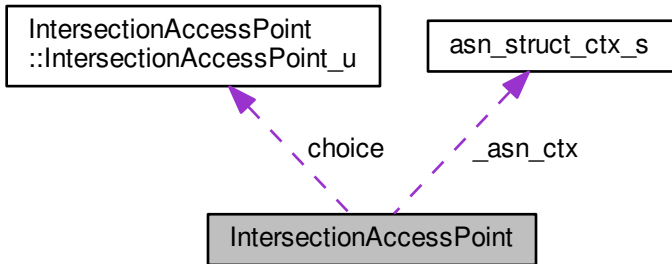 IntersectionAccessPoint
::IntersectionAccessPoint_u
asn_struct_ctx_s
choice
_asn_ctx
IntersectionAccessPoint